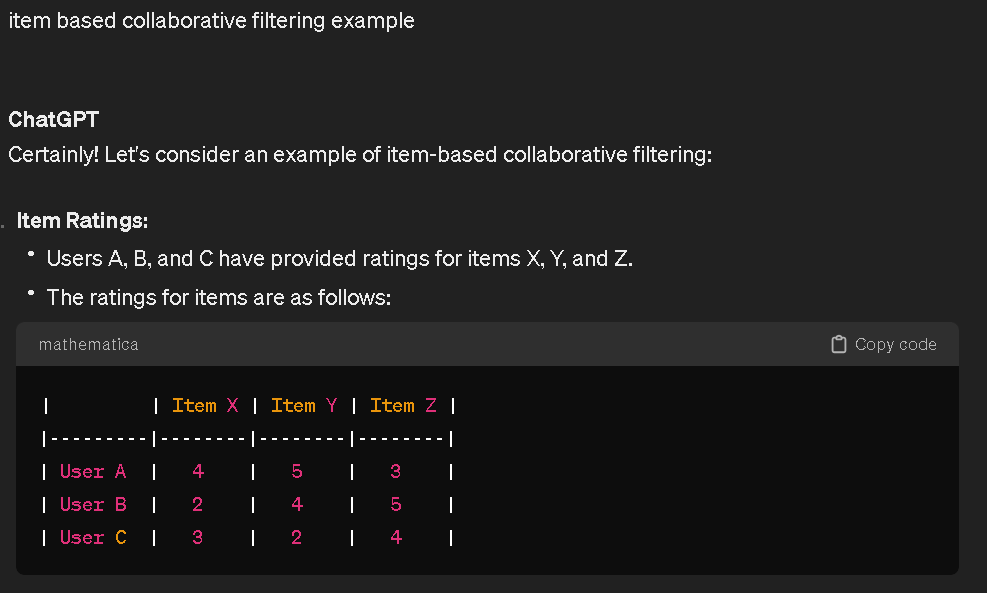 item based collaborative filtering example
ChatGPT
Certainly! Let's consider an example of item-based collaborative filtering:
. Item Ratings:
• Users A, B, and C have provided ratings for items X, Y, and Z.
• The ratings for items are as follows:
mathematica Copy code
|         | Item X | Item Y | Item Z |
|---------|--------|--------|--------|
| User A  |   4    |   5    |   3    |
| User B  |   2    |   4    |   5    |
| User C  |   3    |   2    |   4    |